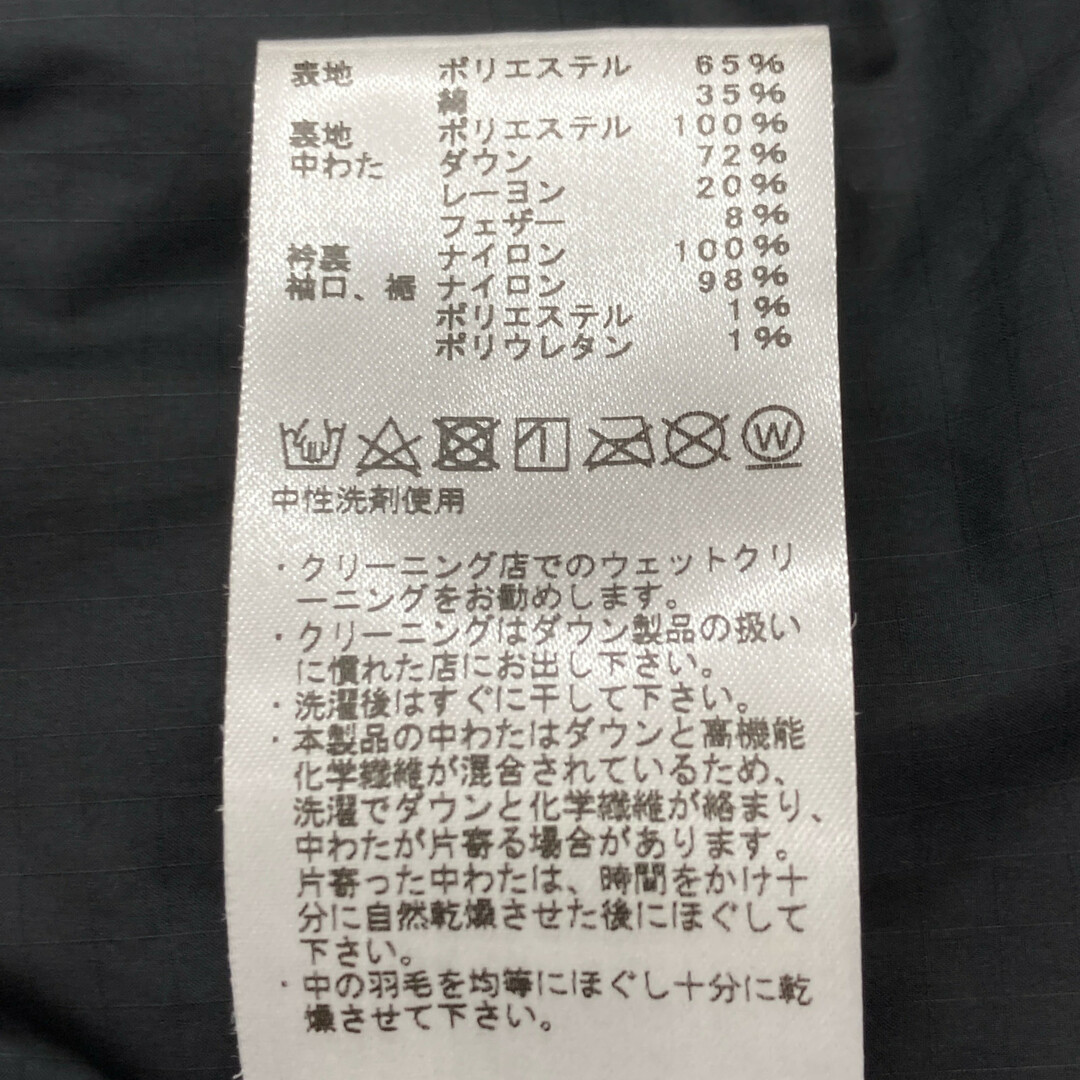 表地 ポリエステル 65%
綿 35%
裏地 ポリエステル 100%
中わた ダウン 72%
レーヨン 20%
フェザー 8%
衿裏 ナイロン 100%
袖口、裾 ナイロン 98%
ポリエステル 1%
ポリウレタン 1%
W
中性洗剤使用
・クリーニング店でのウェットクリ
ーニングをお勧めします。
・クリーニングはダウン製品の扱い
に慣れた店にお出し下さい。
・洗濯後はすぐに干して下さい。
・本製品の中わたはダウンと高機能
化学繊維が混合されているため、
洗濯でダウンと化学繊維が絡まり、
中わたが片寄る場合があります。
片寄った中わたは、時間をかけ十
分に自然乾燥させた後にほぐして
下さい。
・中の羽毛を均等にほぐし十分に乾
燥させて下さい。